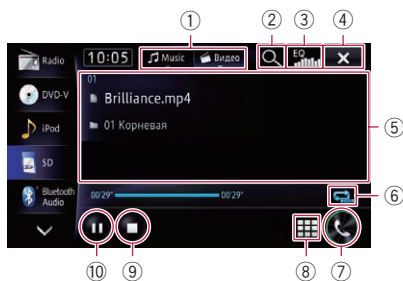 ① ② ③ ④
Radio 10:05 Music Видео EQ
DVD-V 01
Brilliance.mp4
iPod 01 Корневая
⑤
SD
Bluetooth Audio 00'29" 00'29"
⑥
⑩ ⑨ ⑧ ⑦